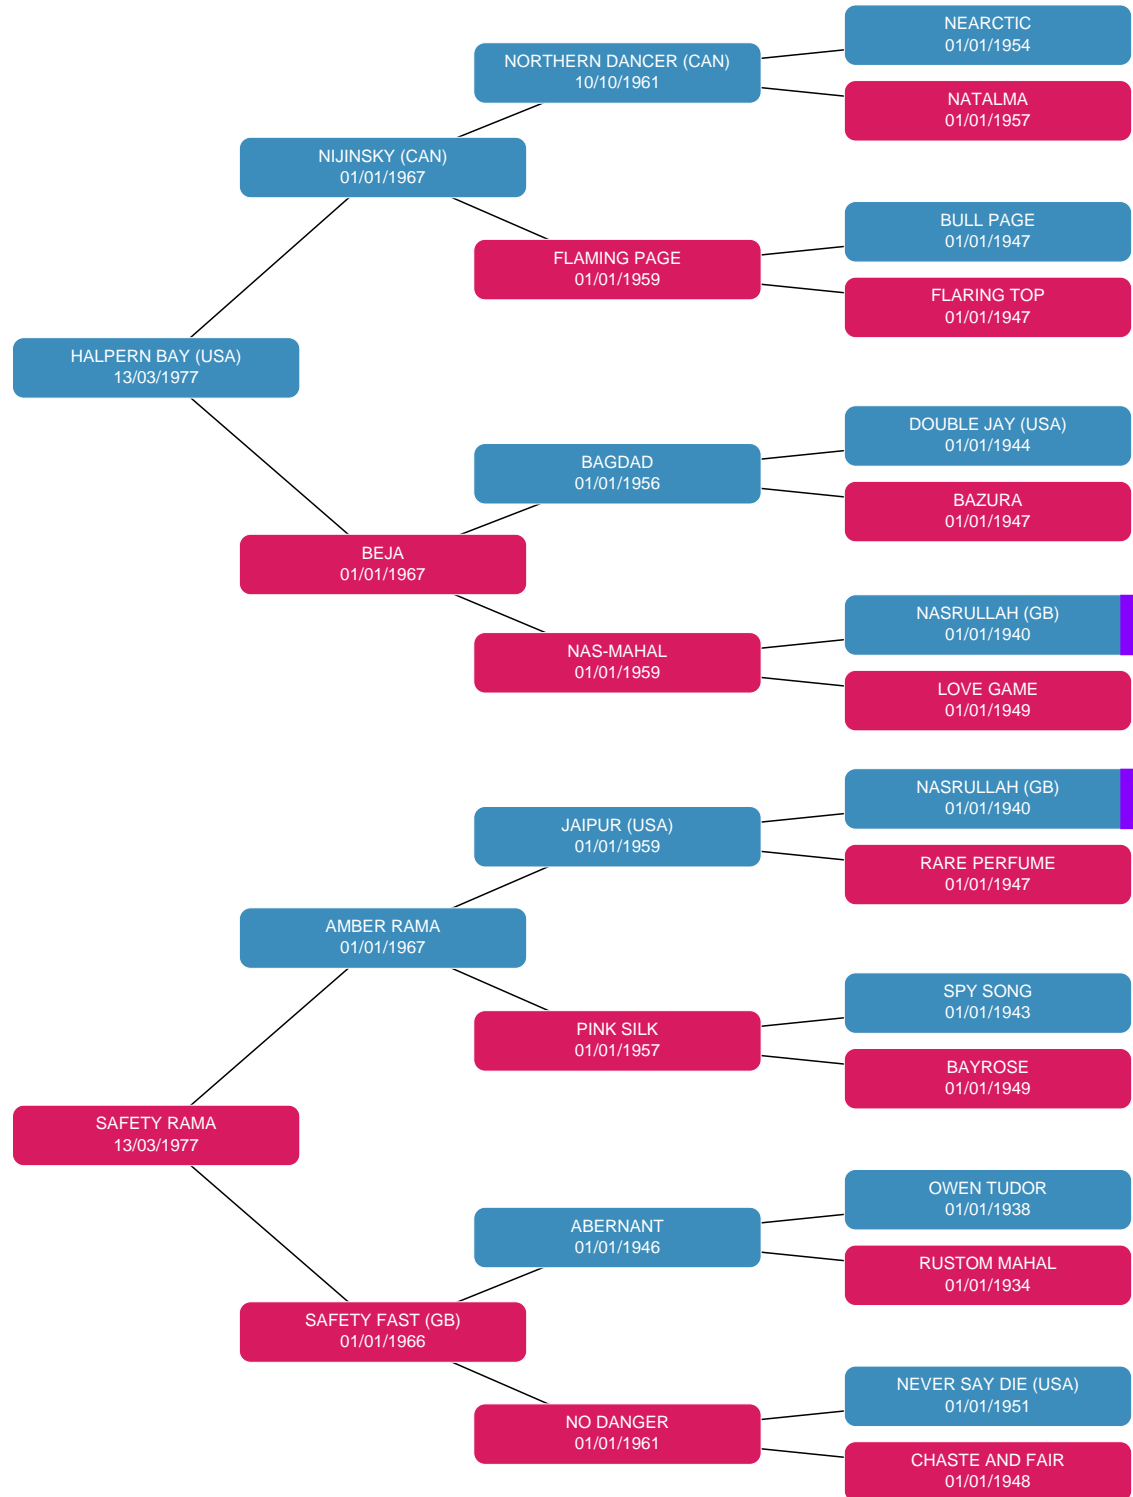 NEARCTIC
01/01/1954
NORTHERN DANCER (CAN)
10/10/1961
NATALMA
01/01/1957
NIJINSKY (CAN)
01/01/1967
BULL PAGE
01/01/1947
FLAMING PAGE
01/01/1959
FLARING TOP
01/01/1947
HALPERN BAY (USA)
13/03/1977
DOUBLE JAY (USA)
01/01/1944
BAGDAD
01/01/1956
BAZURA
01/01/1947
BEJA
01/01/1967
NASRULLAH (GB)
01/01/1940
NAS-MAHAL
01/01/1959
LOVE GAME
01/01/1949
NASRULLAH (GB)
01/01/1940
JAIPUR (USA)
01/01/1959
RARE PERFUME
01/01/1947
AMBER RAMA
01/01/1967
SPY SONG
01/01/1943
PINK SILK
01/01/1957
BAYROSE
01/01/1949
SAFETY RAMA
13/03/1977
OWEN TUDOR
01/01/1938
ABERNANT
01/01/1946
RUSTOM MAHAL
01/01/1934
SAFETY FAST (GB)
01/01/1966
NEVER SAY DIE (USA)
01/01/1951
NO DANGER
01/01/1961
CHASTE AND FAIR
01/01/1948